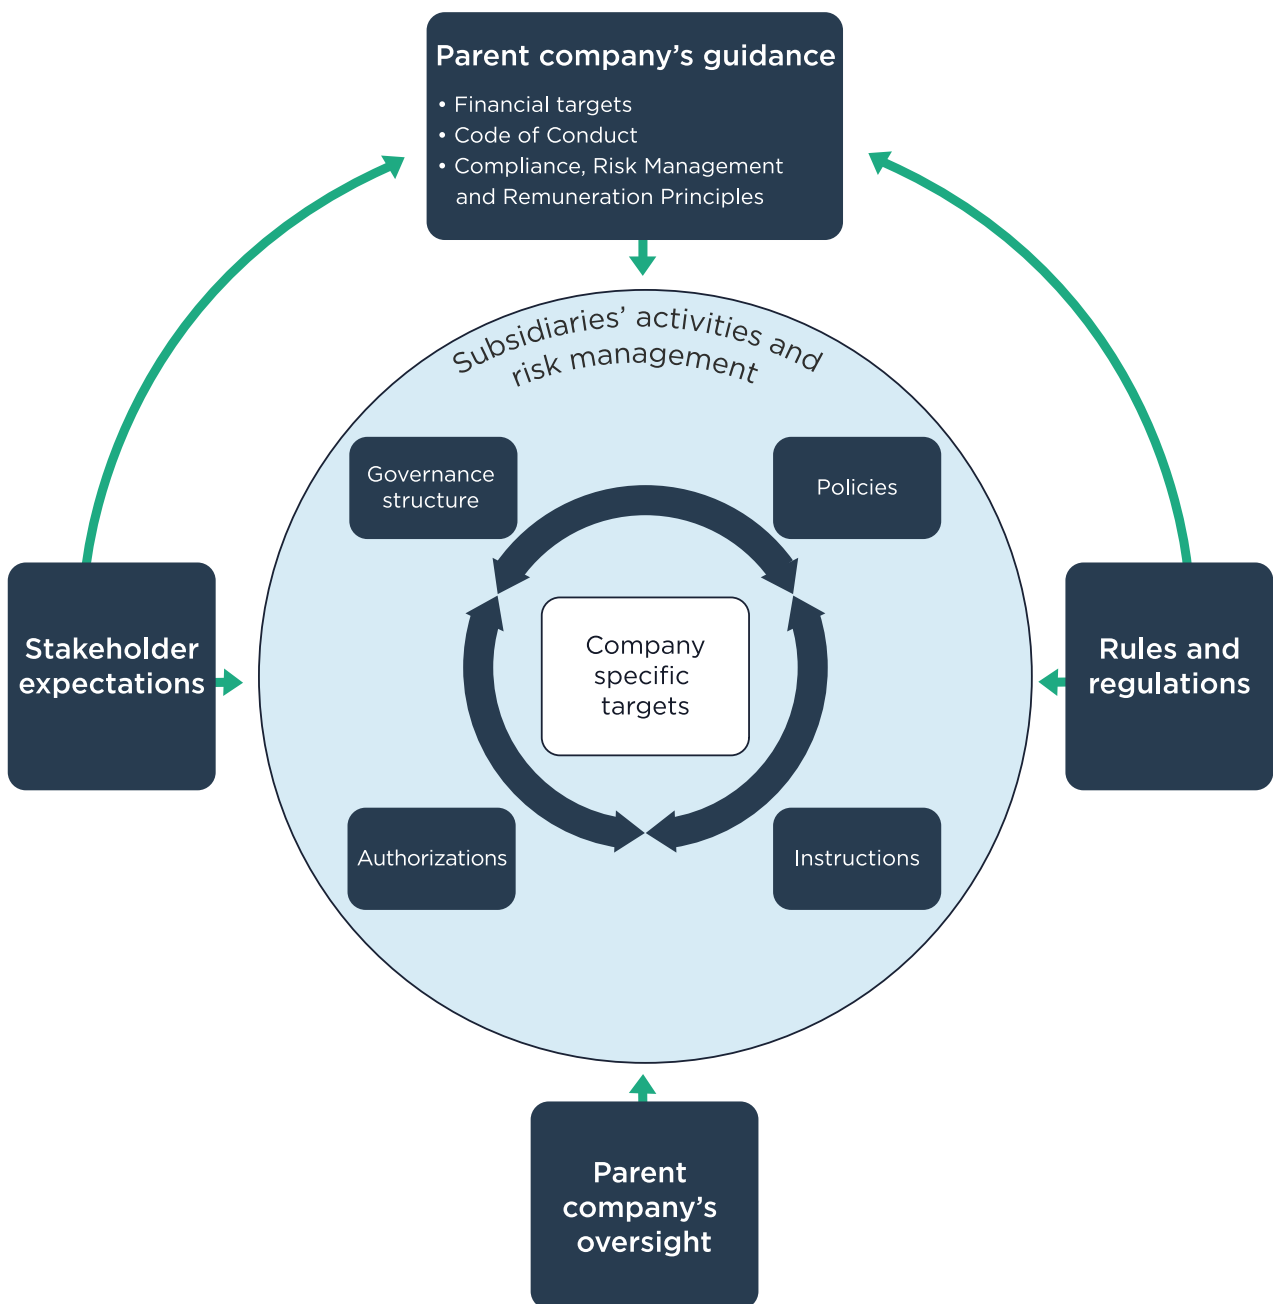 Parent company’s guidance
• Financial targets
• Code of Conduct
• Compliance, Risk Management
and Remuneration Principles
Subsidiaries’ activities and
risk management
Governance
structure
Policies
Stakeholder
expectations
Company
specific
targets
Rules and
regulations
Authorizations
Instructions
Parent
company’s
oversight